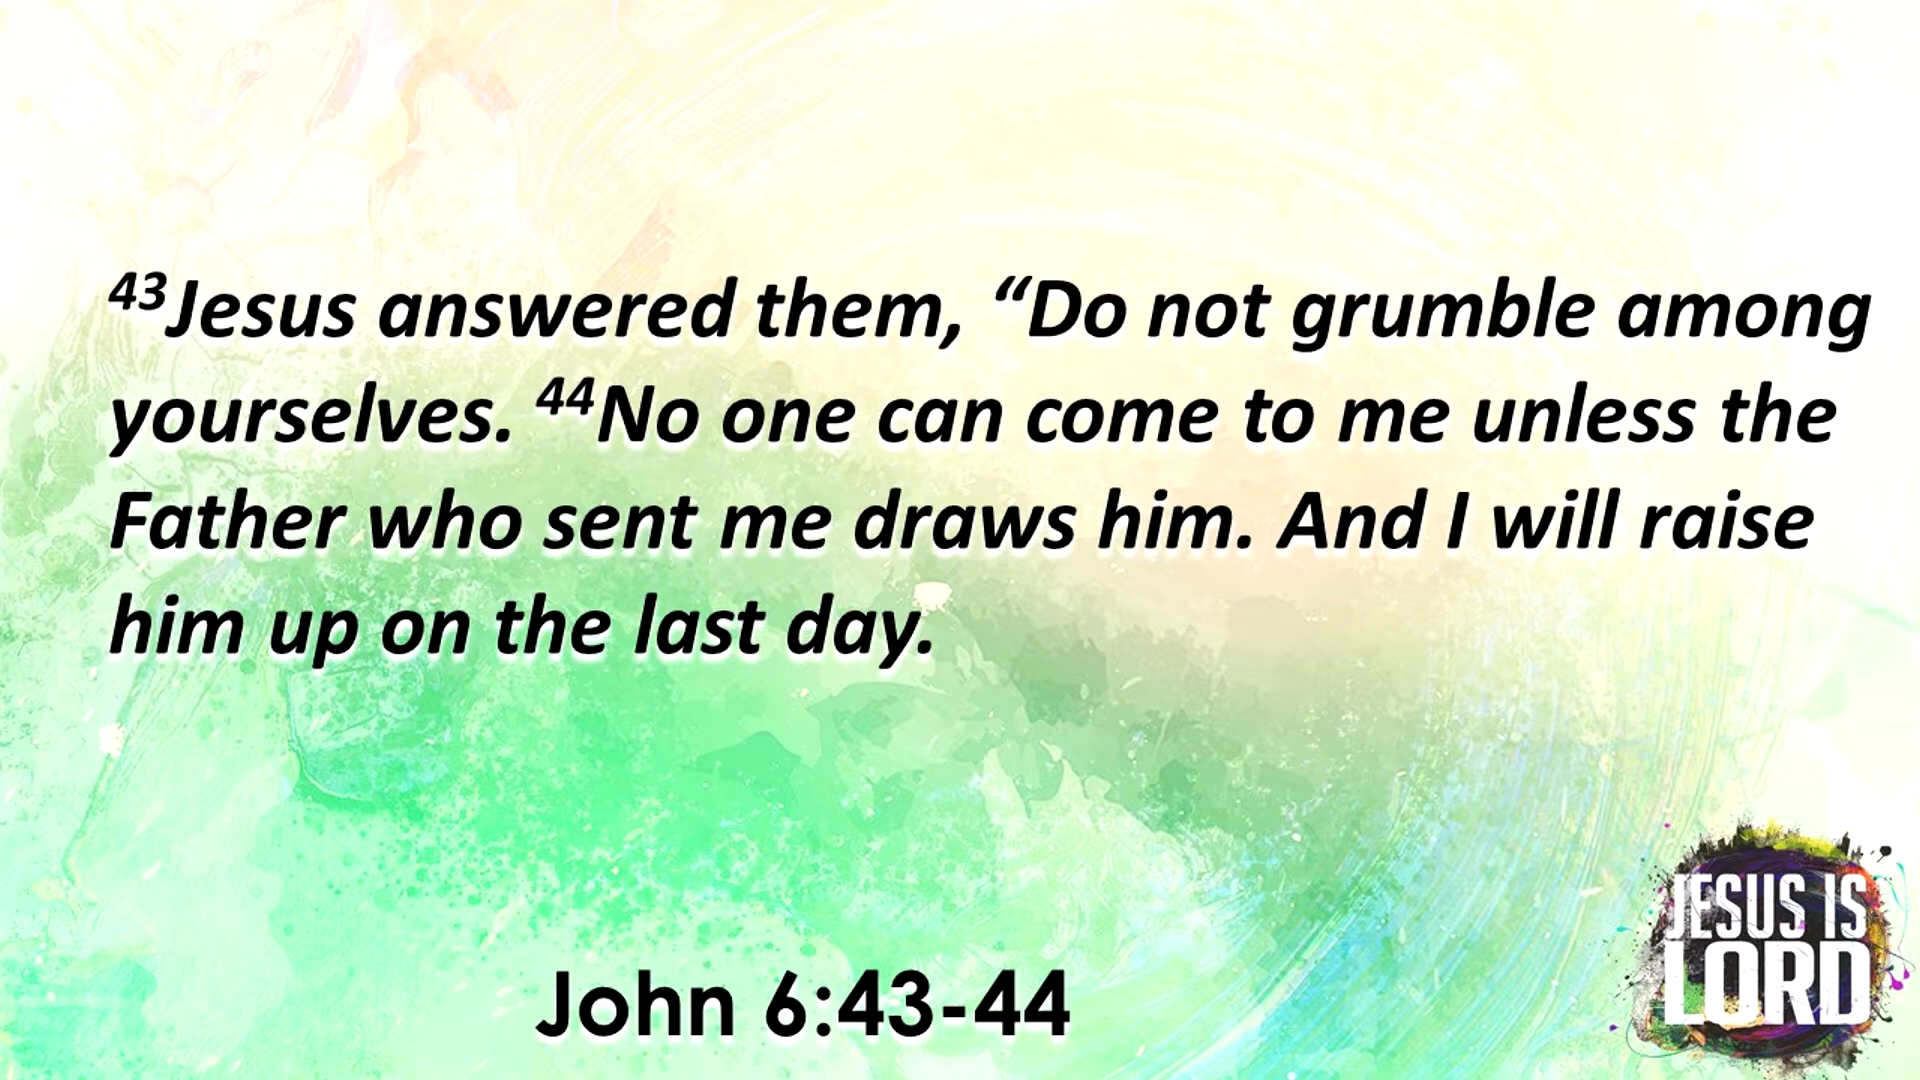 ⁴³Jesus answered them, “Do not grumble among
yourselves. ⁴⁴No one can come to me unless the
Father who sent me draws him. And I will raise
him up on the last day.
John 6:43-44
JESUS IS
LORD